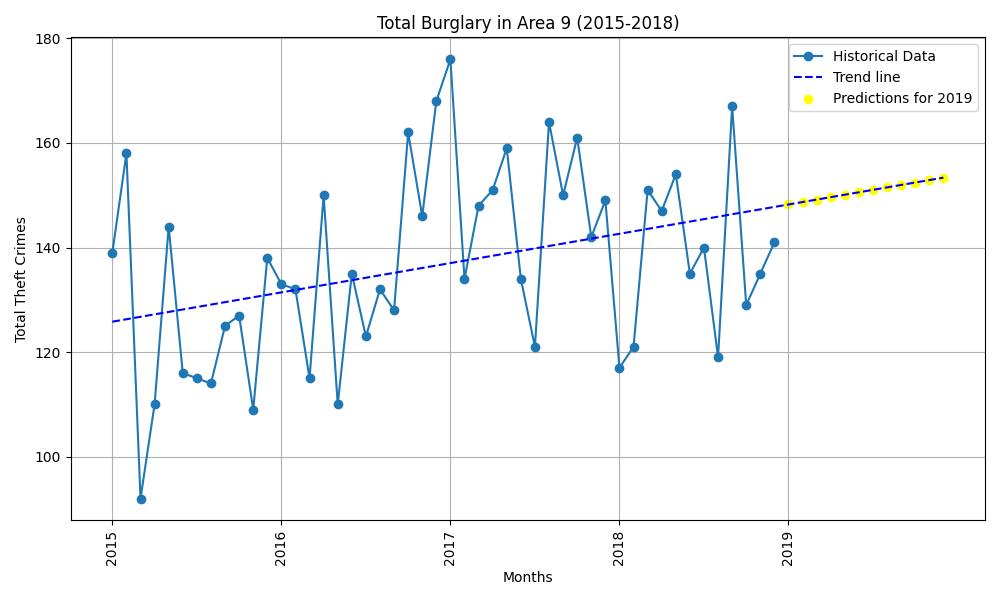 Total Burglary in Area 9 (2015-2018)
Historical Data
Trend line
Predictions for 2019
Total Theft Crimes
180
160
140
120
100
2015
2016
2017
2018
2019
Months